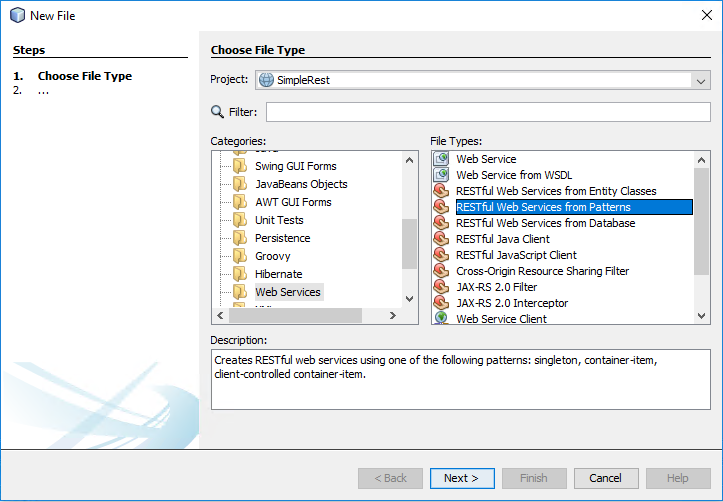 New File
Steps
1. Choose File Type
2. ...
Choose File Type
Project: SimpleRest
Filter:
Categories:
Swing GUI Forms
JavaBeans Objects
AWT GUI Forms
Unit Tests
Persistence
Groovy
Hibernate
Web Services
File Types:
Web Service
Web Service from WSDL
RESTful Web Services from Entity Classes
RESTful Web Services from Patterns
RESTful Web Services from Database
RESTful Java Client
RESTful JavaScript Client
Cross-Origin Resource Sharing Filter
JAX-RS 2.0 Filter
JAX-RS 2.0 Interceptor
Web Service Client
Description:
Creates RESTful web services using one of the following patterns: singleton, container-item,
client-controlled container-item.
< Back Next > Finish Cancel Help